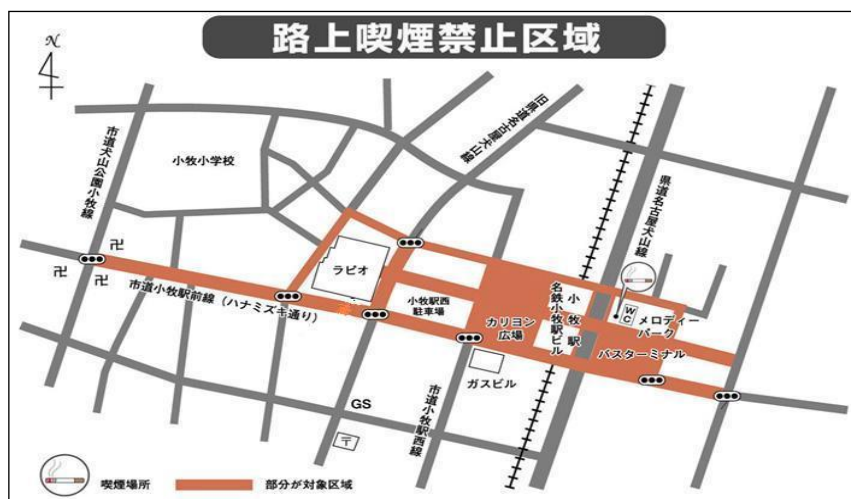 路上喫煙禁止区域
N
旧県道名古屋犬山線
市道犬山公園小牧線
小牧小学校
県道名古屋犬山線
卍
卍 卍
ラピオ
市道小牧駅前線（ハナミズキ通り）
小牧駅西
駐車場
カリヨン
広場
名鉄小牧駅ビル
小牧駅
WC
メロディー
パーク
バスターミナル
ガスビル
市道小牧駅西線
GS
〒
喫煙場所
部分が対象区域